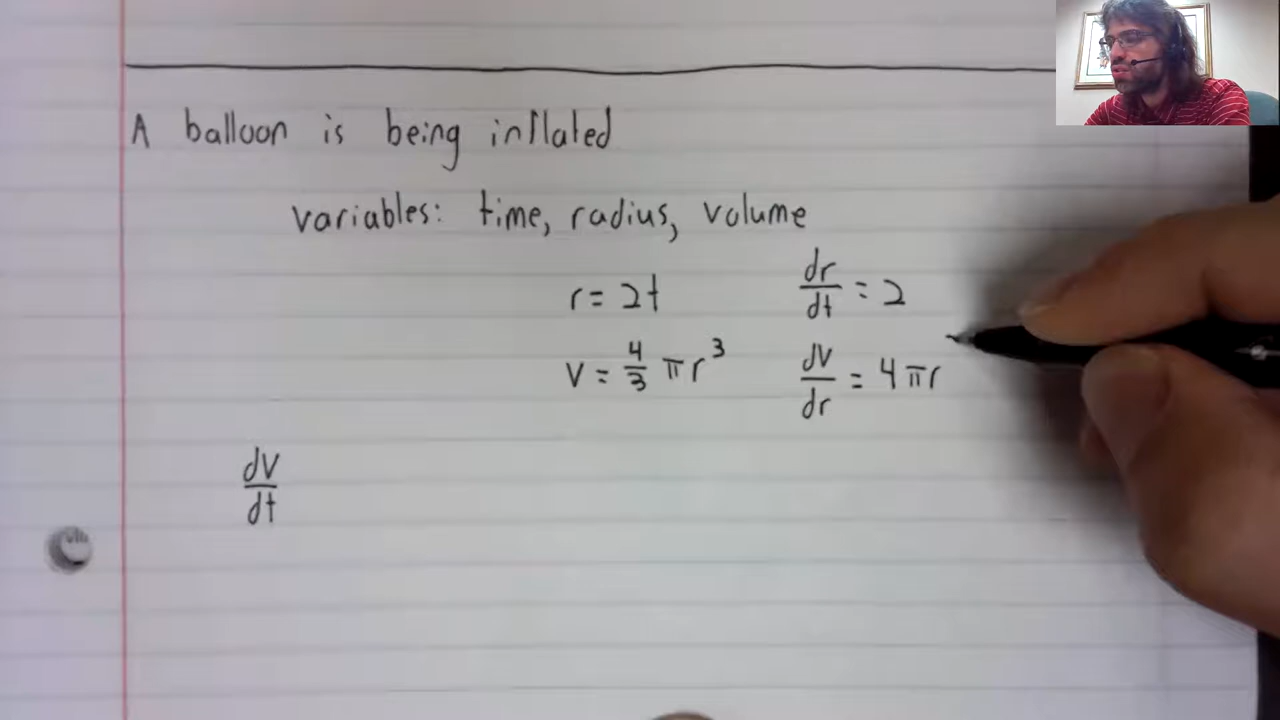 A balloon is being inflated
variables: time, radius, volume
r = 2t dr/dt = 2
V = 4/3 πr³ dV/dr = 4πr
dV/dt